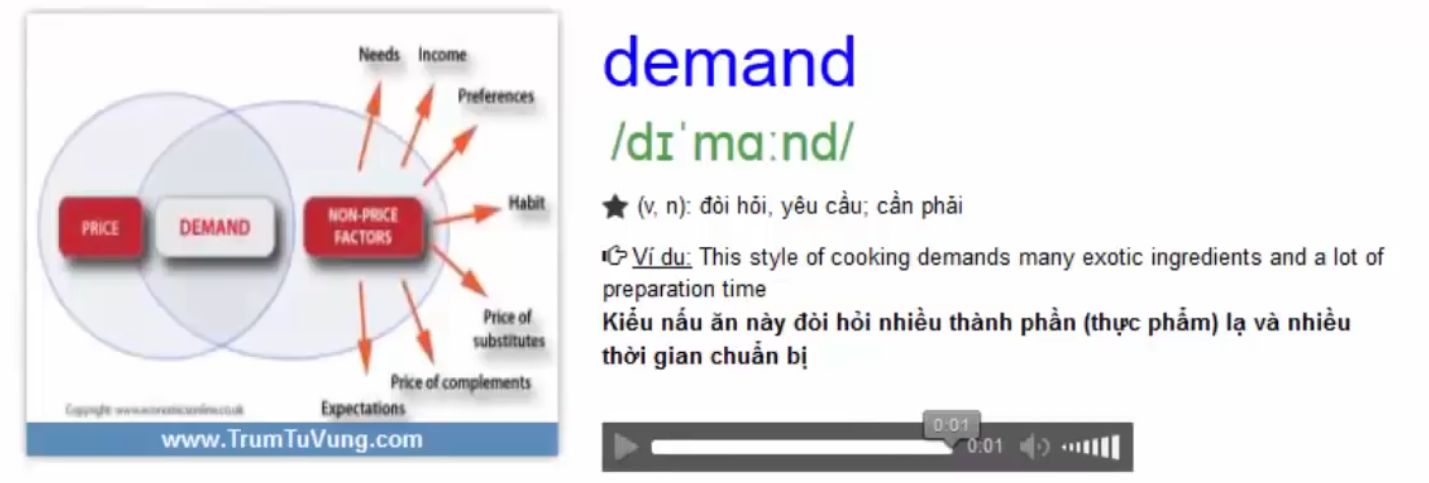 Needs Income
Preferences
Habit
PRICE
DEMAND
NON-PRICE
FACTORS
Price of
substitutes
Price of complements
Expectations
Copyright: www.economicsonline.co.uk
www.TrumTuVung.com
demand
/dɪˈmɑːnd/
★ (v, n): đòi hỏi, yêu cầu; cần phải
Ví dụ: This style of cooking demands many exotic ingredients and a lot of
preparation time
Kiểu nấu ăn này đòi hỏi nhiều thành phần (thực phẩm) lạ và nhiều
thời gian chuẩn bị
0:01
0:01